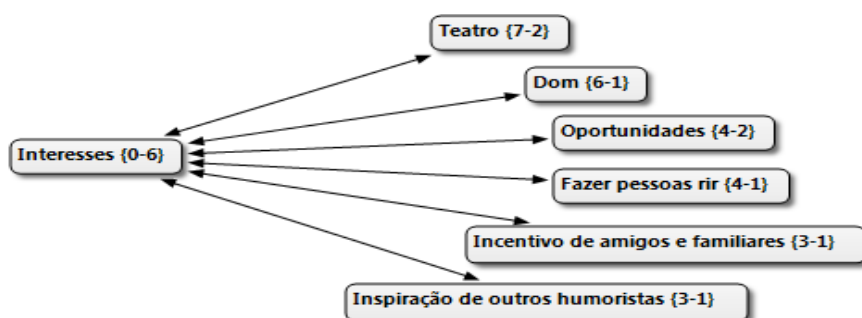 Teatro {7-2}
Dom {6-1}
Oportunidades {4-2}
Interesses {0-6}
Fazer pessoas rir {4-1}
Incentivo de amigos e familiares {3-1}
Inspiração de outros humoristas {3-1}